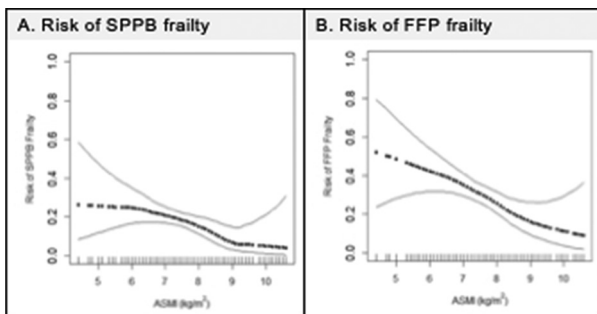 A. Risk of SPPB frailty
Risk of SPPB Frailty
1.0
0.8
0.6
0.4
0.2
0.0
5 6 7 8 9 10
ASMI (kg/m²)
B. Risk of FFP frailty
Risk of FFP Frailty
1.0
0.8
0.6
0.4
0.2
0.0
5 6 7 8 9 10
ASMI (kg/m²)